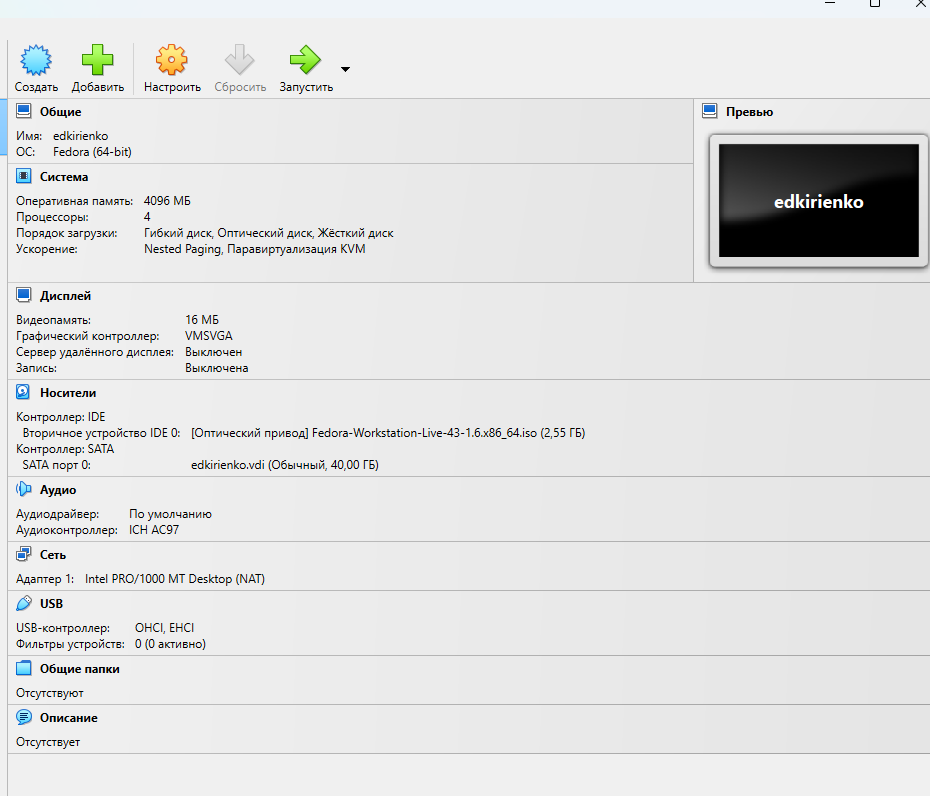 Создать Добавить Настроить Сбросить Запустить
Общие
Имя: edkirienko
ОС: Fedora (64-bit)
Превью
edkirienko
Система
Оперативная память: 4096 МБ
Процессоры: 4
Порядок загрузки: Гибкий диск, Оптический диск, Жёсткий диск
Ускорение: Nested Paging, Паравиртуализация KVM
Дисплей
Видеопамять: 16 МБ
Графический контроллер: VMSVGA
Сервер удалённого дисплея: Выключен
Запись: Выключена
Носители
Контроллер: IDE
Вторичное устройство IDE 0: [Оптический привод] Fedora-Workstation-Live-43-1.6.x86_64.iso (2,55 ГБ)
Контроллер: SATA
SATA порт 0: edkirienko.vdi (Обычный, 40,00 ГБ)
Аудио
Аудиодрайвер: По умолчанию
Аудиоконтроллер: ICH AC97
Сеть
Адаптер 1: Intel PRO/1000 MT Desktop (NAT)
USB
USB-контроллер: OHCI, EHCI
Фильтры устройств: 0 (0 активно)
Общие папки
Отсутствуют
Описание
Отсутствует